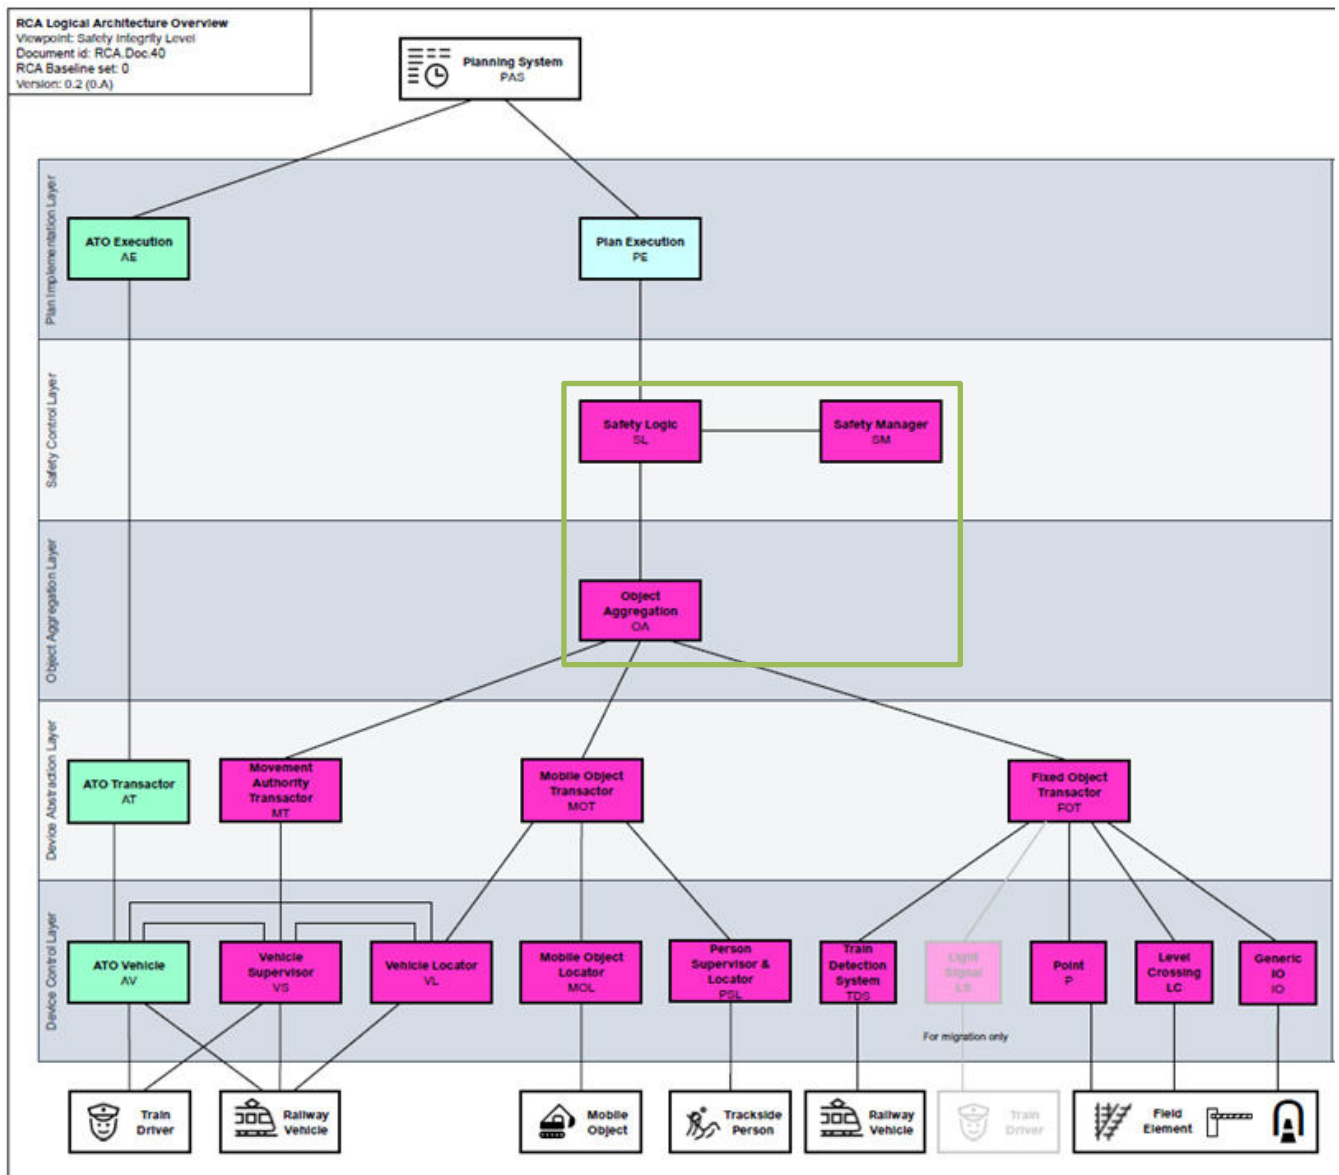 RCA Logical Architecture Overview
Viewpoint: Safety Integrity Level
Document id: RCA.Doc.40
RCA Baseline set: 0
Version: 0.2 (0.A)
Planning System
PAS
Plan Implementation Layer
ATO Execution
AE
Plan Execution
PE
Safety Control Layer
Safety Logic
SL
Safety Manager
SM
Object Aggregation Layer
Object
Aggregation
OA
Device Abstraction Layer
ATO Transactor
AT
Movement
Authority
Transactor
MT
Mobile Object
Transactor
MOT
Fixed Object
Transactor
FOT
Device Control Layer
ATO Vehicle
AV
Vehicle
Supervisor
VS
Vehicle Locator
VL
Mobile Object
Locator
MOL
Person
Supervisor &
Locator
PSL
Train
Detection
System
TDS
Light
Signal
LS
Point
P
Level
Crossing
LC
Generic
IO
IO
For migration only
Train
Driver
Railway
Vehicle
Mobile
Object
Trackside
Person
Railway
Vehicle
Train
Driver
Field
Element